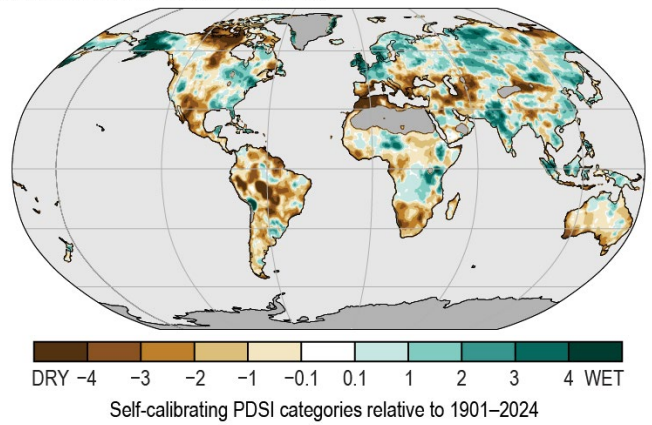 DRY −4 −3 −2 −1 −0.1 0.1 1 2 3 4 WET
Self-calibrating PDSI categories relative to 1901–2024